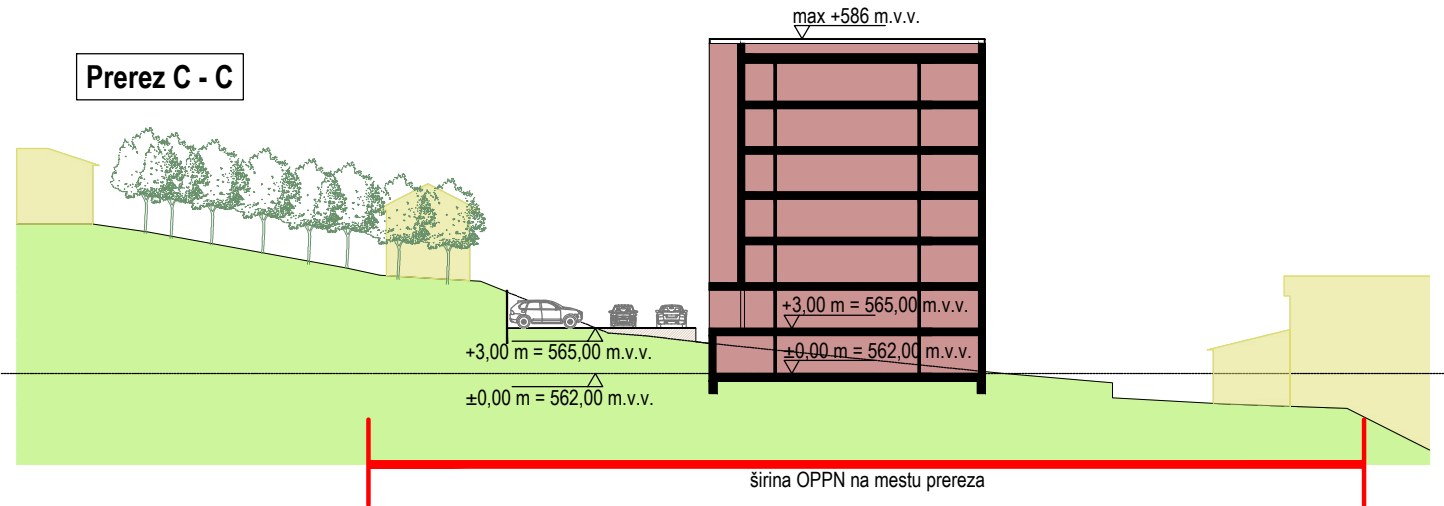 max +586 m.v.v.
Prerez C - C
+3,00 m = 565,00 m.v.v.
+3,00 m = 565,00 m.v.v.
±0,00 m = 562,00 m.v.v.
±0,00 m = 562,00 m.v.v.
širina OPPN na mestu prereza